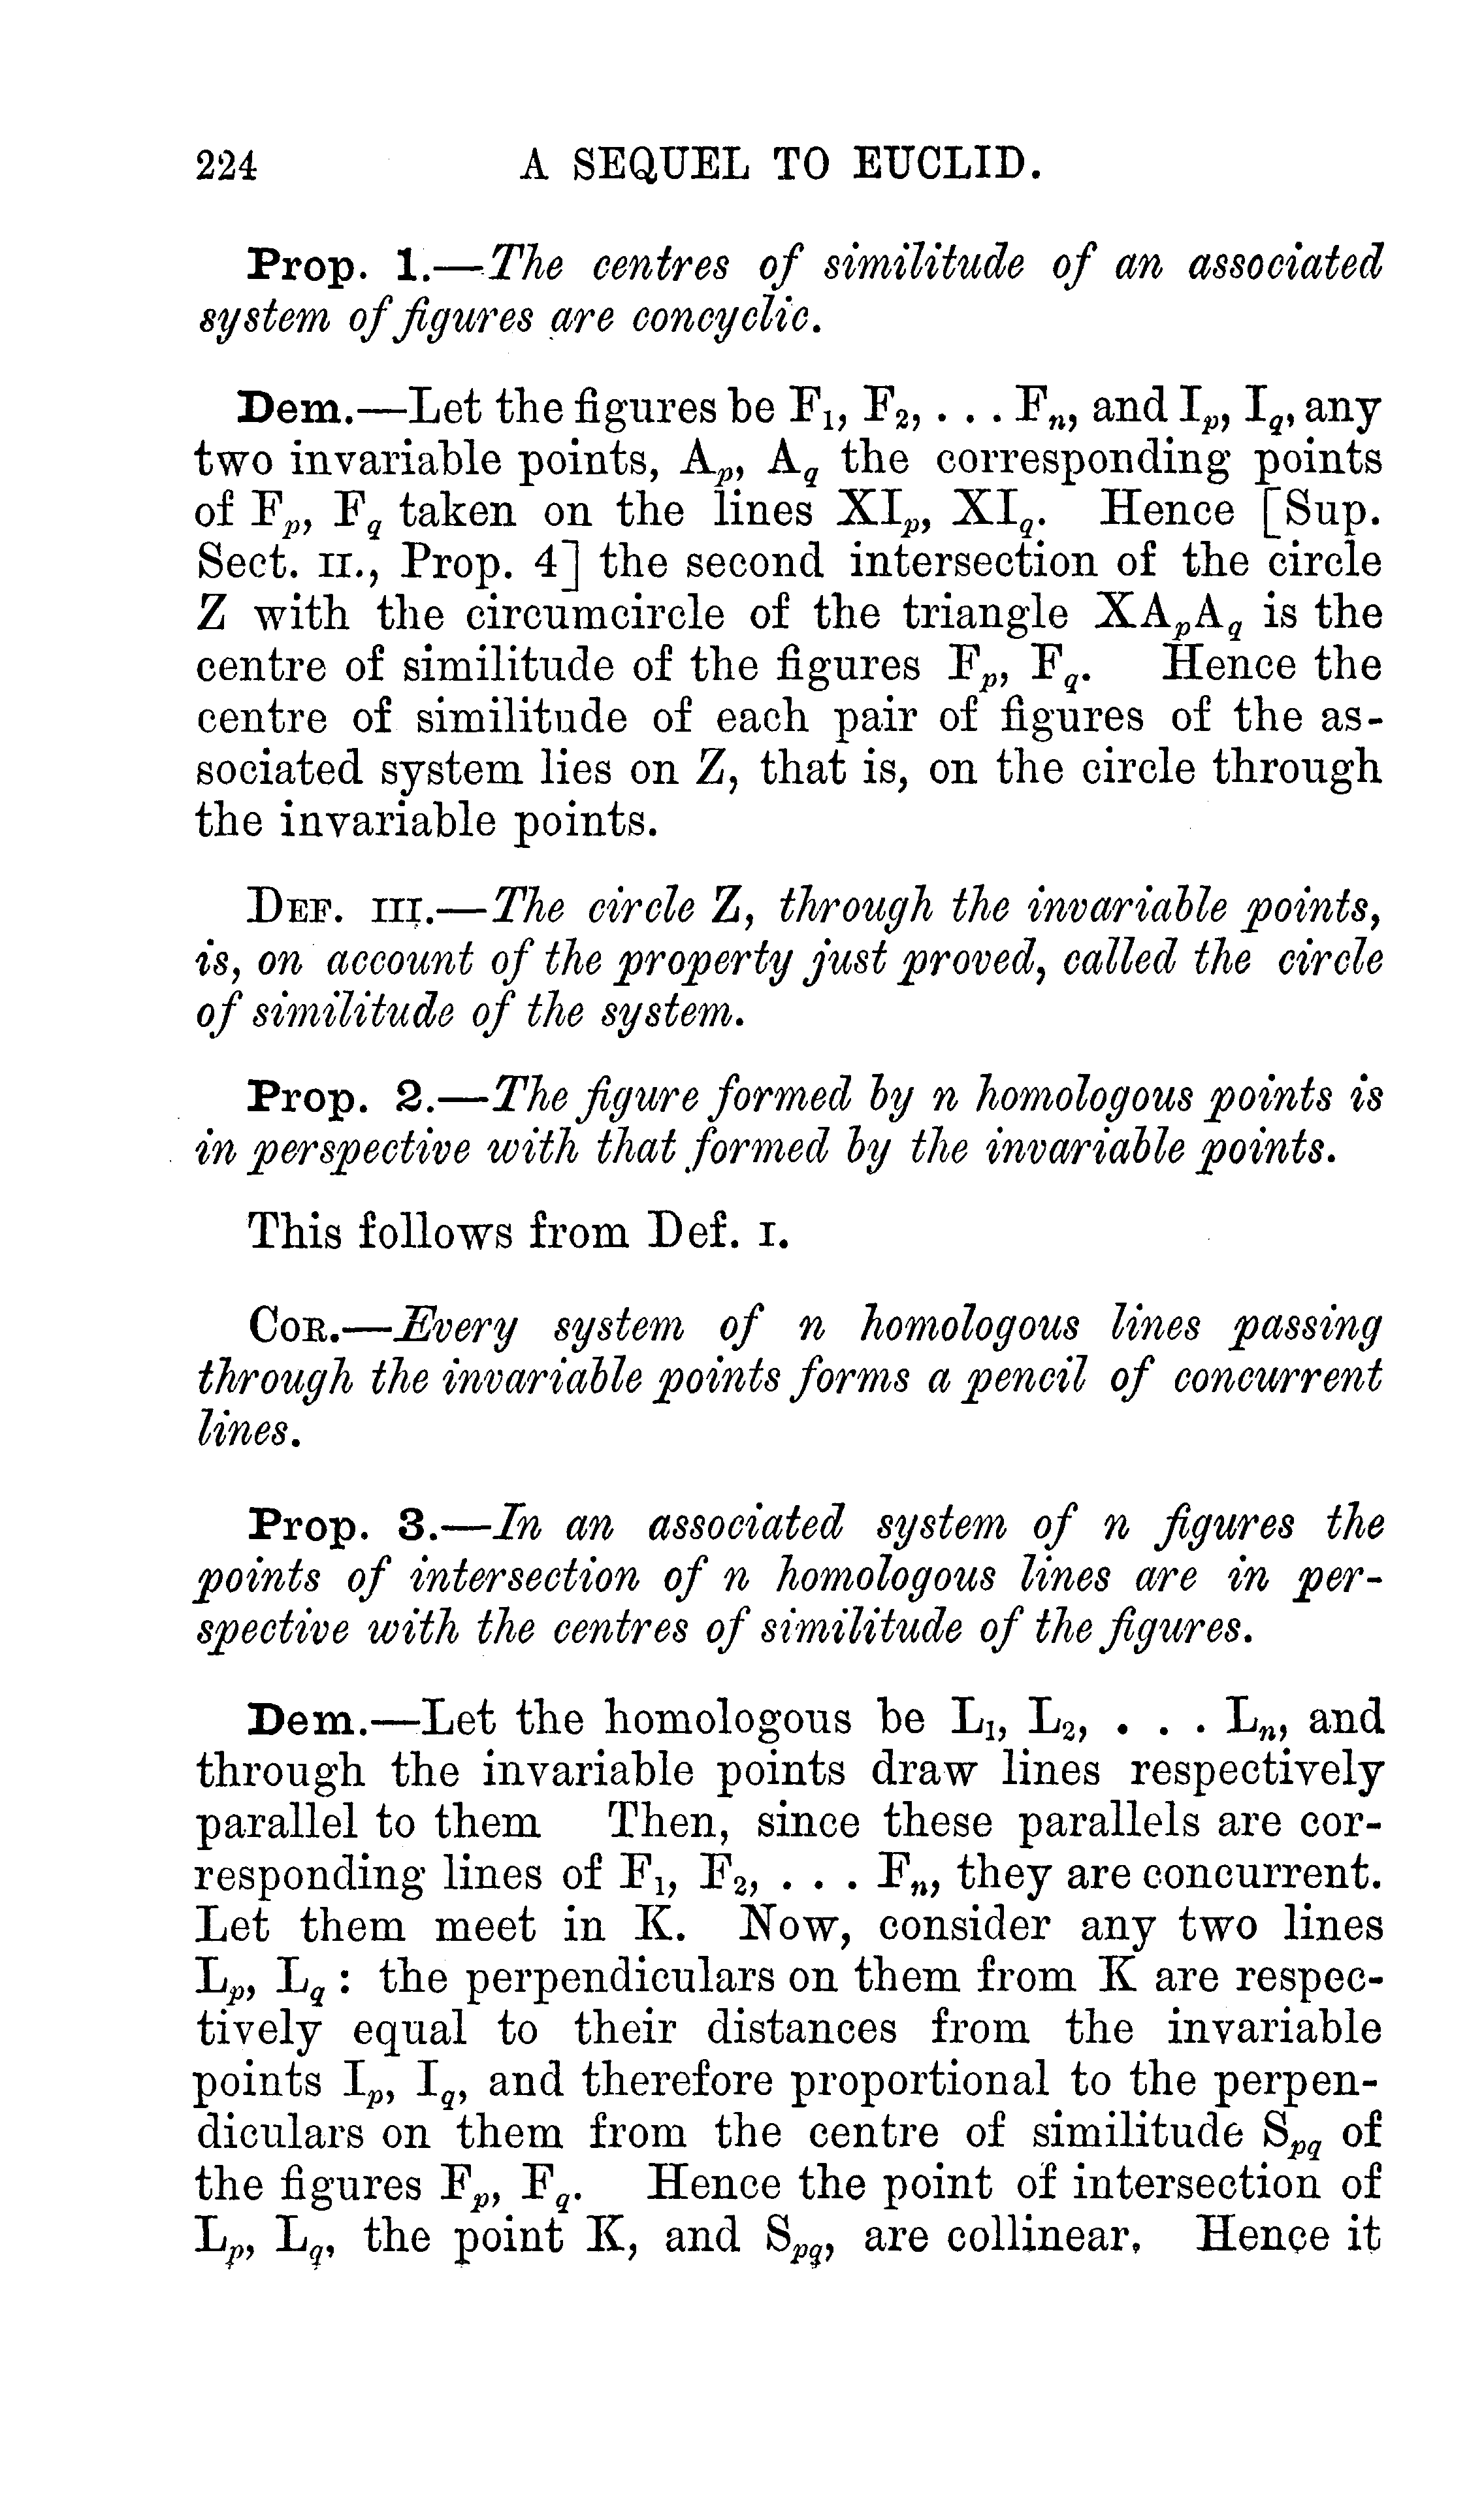 224 A SEQUEL TO EUCLID.
Prop. 1.—The centres of similitude of an associated
system of figures are concyclic.
Dem.—Let the figures be F₁, F₂, . . . Fₙ, and Iₚ, I_q, any
two invariable points, Aₚ, A_q the corresponding points
of Fₚ, F_q taken on the lines XIₚ, XI_q. Hence [Sup.
Sect. II., Prop. 4] the second intersection of the circle
Z with the circumcircle of the triangle XAₚA_q is the
centre of similitude of the figures Fₚ, F_q. Hence the
centre of similitude of each pair of figures of the as-
sociated system lies on Z, that is, on the circle through
the invariable points.
DEF. III.—The circle Z, through the invariable points,
is, on account of the property just proved, called the circle
of similitude of the system.
Prop. 2.—The figure formed by n homologous points is
in perspective with that formed by the invariable points.
This follows from Def. I.
COR.—Every system of n homologous lines passing
through the invariable points forms a pencil of concurrent
lines.
Prop. 3.—In an associated system of n figures the
points of intersection of n homologous lines are in per-
spective with the centres of similitude of the figures.
Dem.—Let the homologous be L₁, L₂, . . . Lₙ, and
through the invariable points draw lines respectively
parallel to them Then, since these parallels are cor-
responding lines of F₁, F₂, . . . Fₙ, they are concurrent.
Let them meet in K. Now, consider any two lines
Lₚ, L_q : the perpendiculars on them from K are respec-
tively equal to their distances from the invariable
points Iₚ, I_q, and therefore proportional to the perpen-
diculars on them from the centre of similitude Sₚ_q of
the figures Fₚ, F_q. Hence the point of intersection of
Lₚ, L_q, the point K, and Sₚ_q, are collinear. Hence it